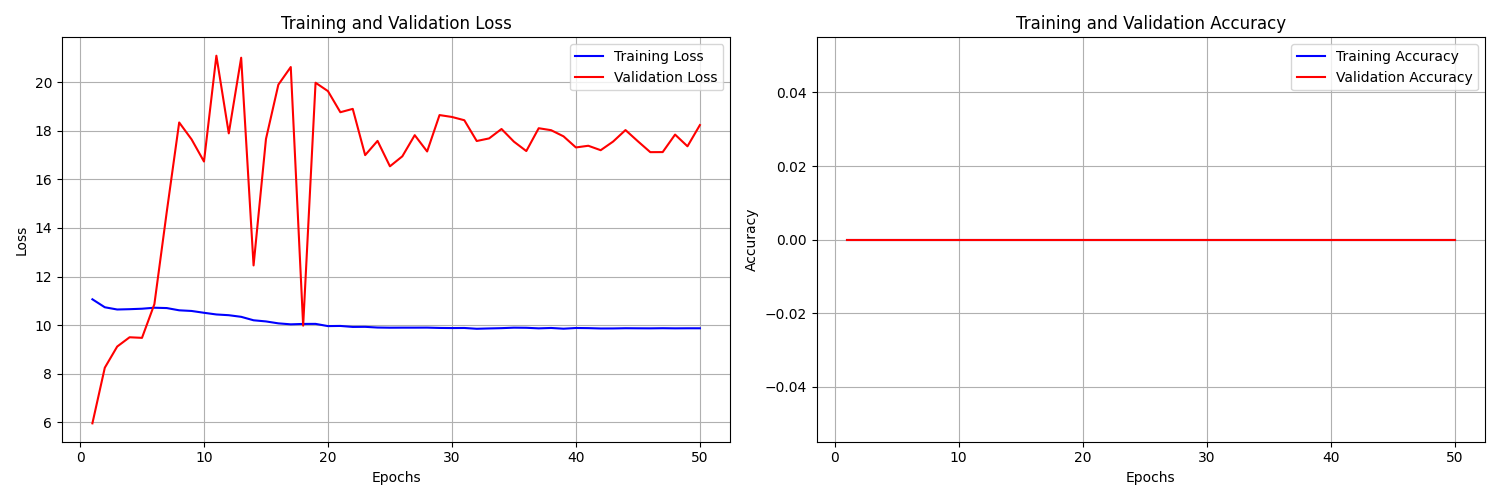 Training and Validation Loss
Training Loss
Validation Loss
20
18
16
14
12
10
8
6
Loss
0 10 20 30 40 50
Epochs
Training and Validation Accuracy
Training Accuracy
Validation Accuracy
0.04
0.02
0.00
−0.02
−0.04
Accuracy
0 10 20 30 40 50
Epochs